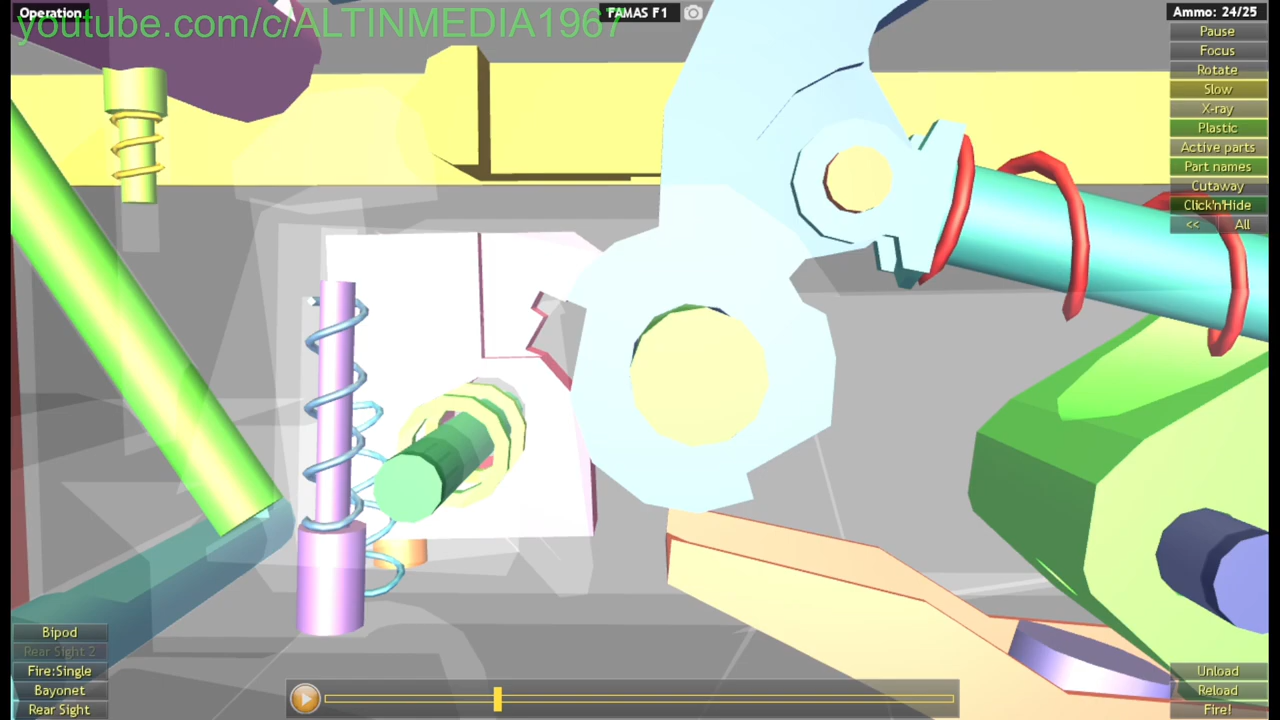 Operation
FAMAS F1
Ammo: 24/25
youtube.com/c/ALTINMEDIA1967
Pause
Focus
Rotate
Slow
X-ray
Plastic
Active parts
Part names
Cutaway
Click'n'Hide
<< All
Bipod
Rear Sight 2
Fire:Single
Bayonet
Rear Sight
Unload
Reload
Fire!